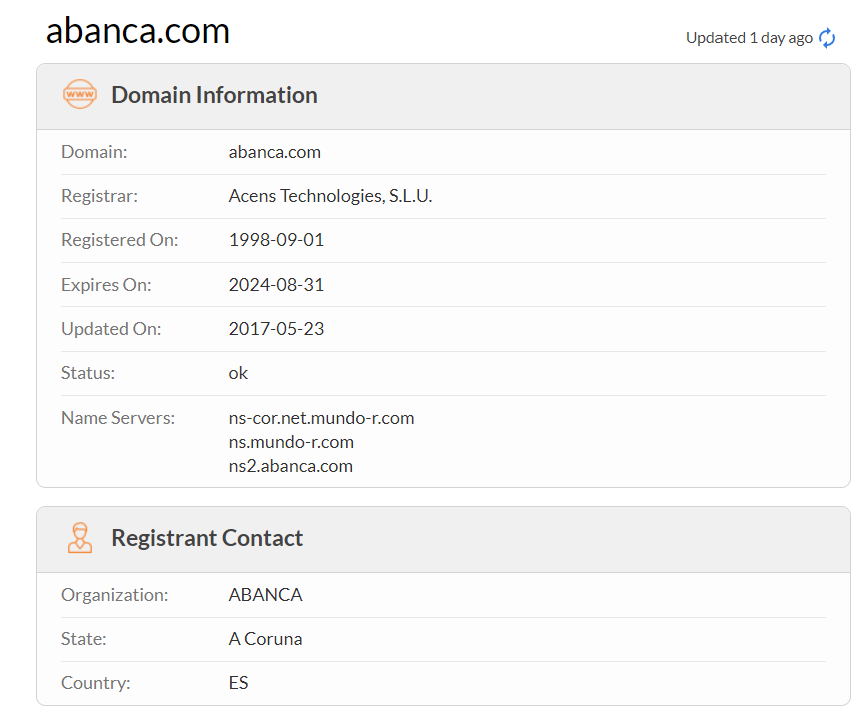 abanca.com
Updated 1 day ago
www
Domain Information
Domain: abanca.com
Registrar: Acens Technologies, S.L.U.
Registered On: 1998-09-01
Expires On: 2024-08-31
Updated On: 2017-05-23
Status: ok
Name Servers: ns-cor.net.mundo-r.com
ns.mundo-r.com
ns2.abanca.com
Registrant Contact
Organization: ABANCA
State: A Coruna
Country: ES